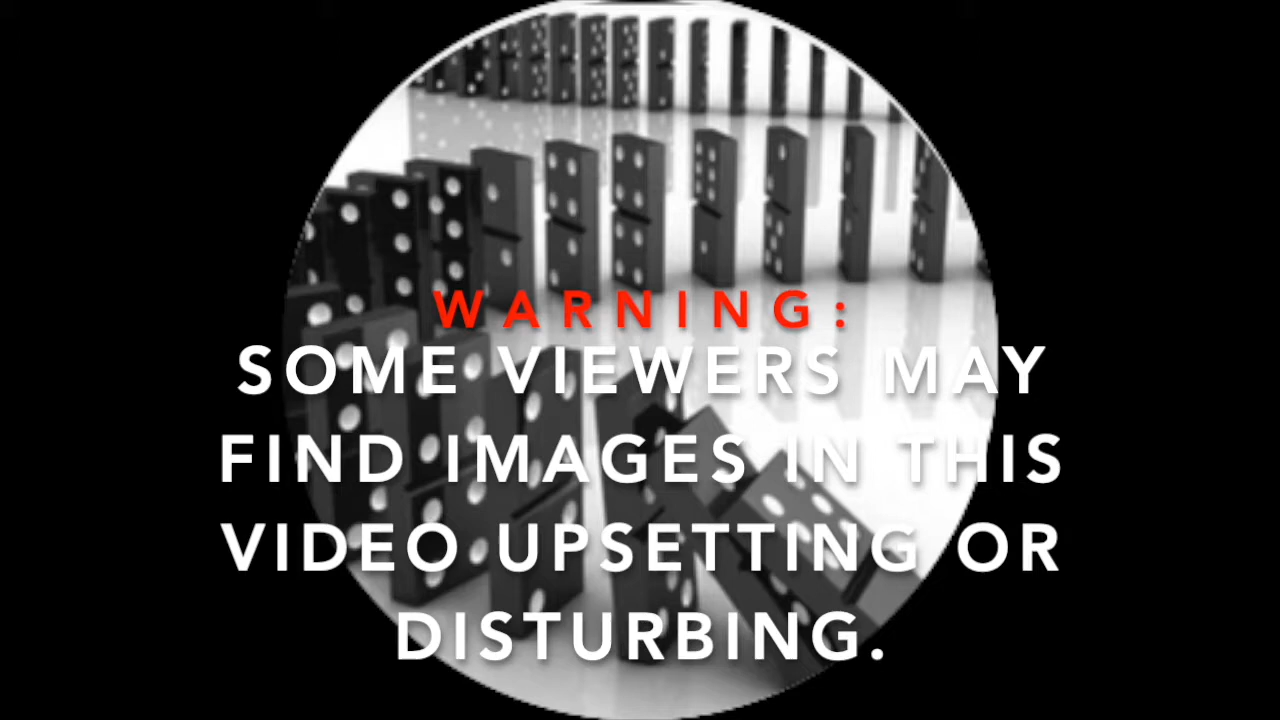 WARNING:
SOME VIEWERS MAY
FIND IMAGES IN THIS
VIDEO UPSETTING OR
DISTURBING.